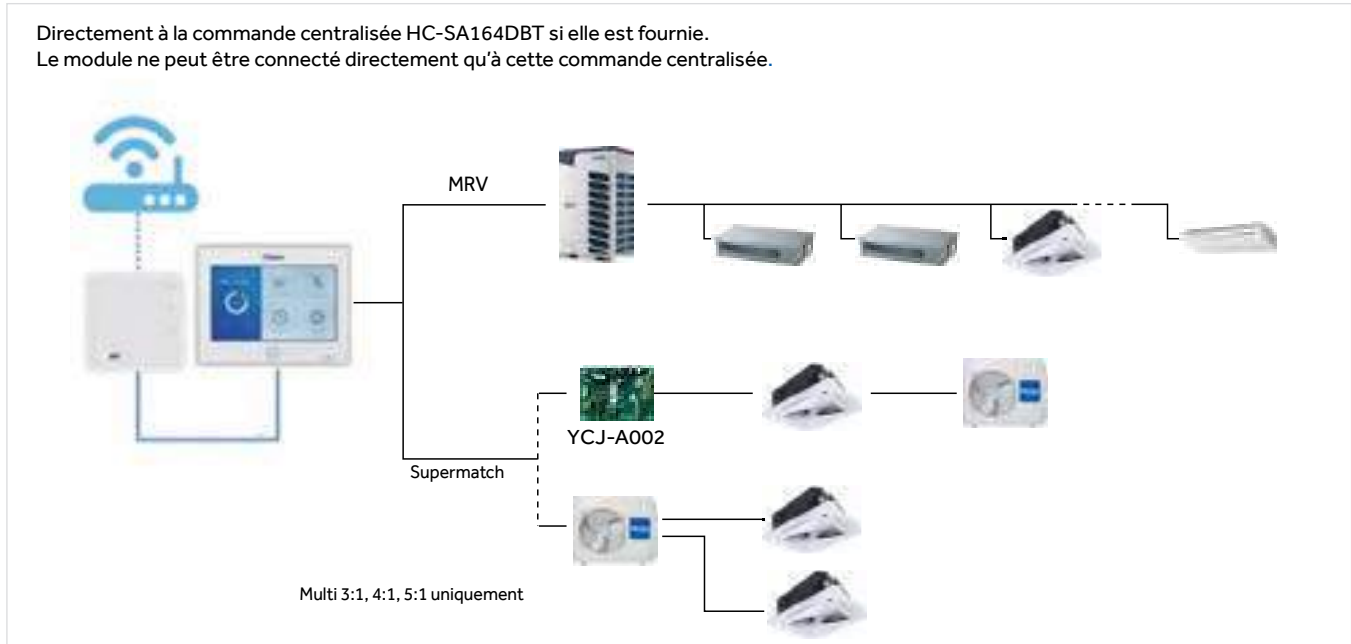 Directement à la commande centralisée HC-SA164DBT si elle est fournie.
Le module ne peut être connecté directement qu'à cette commande centralisée.
MRV
YCJ-A002
Supermatch
Multi 3:1, 4:1, 5:1 uniquement